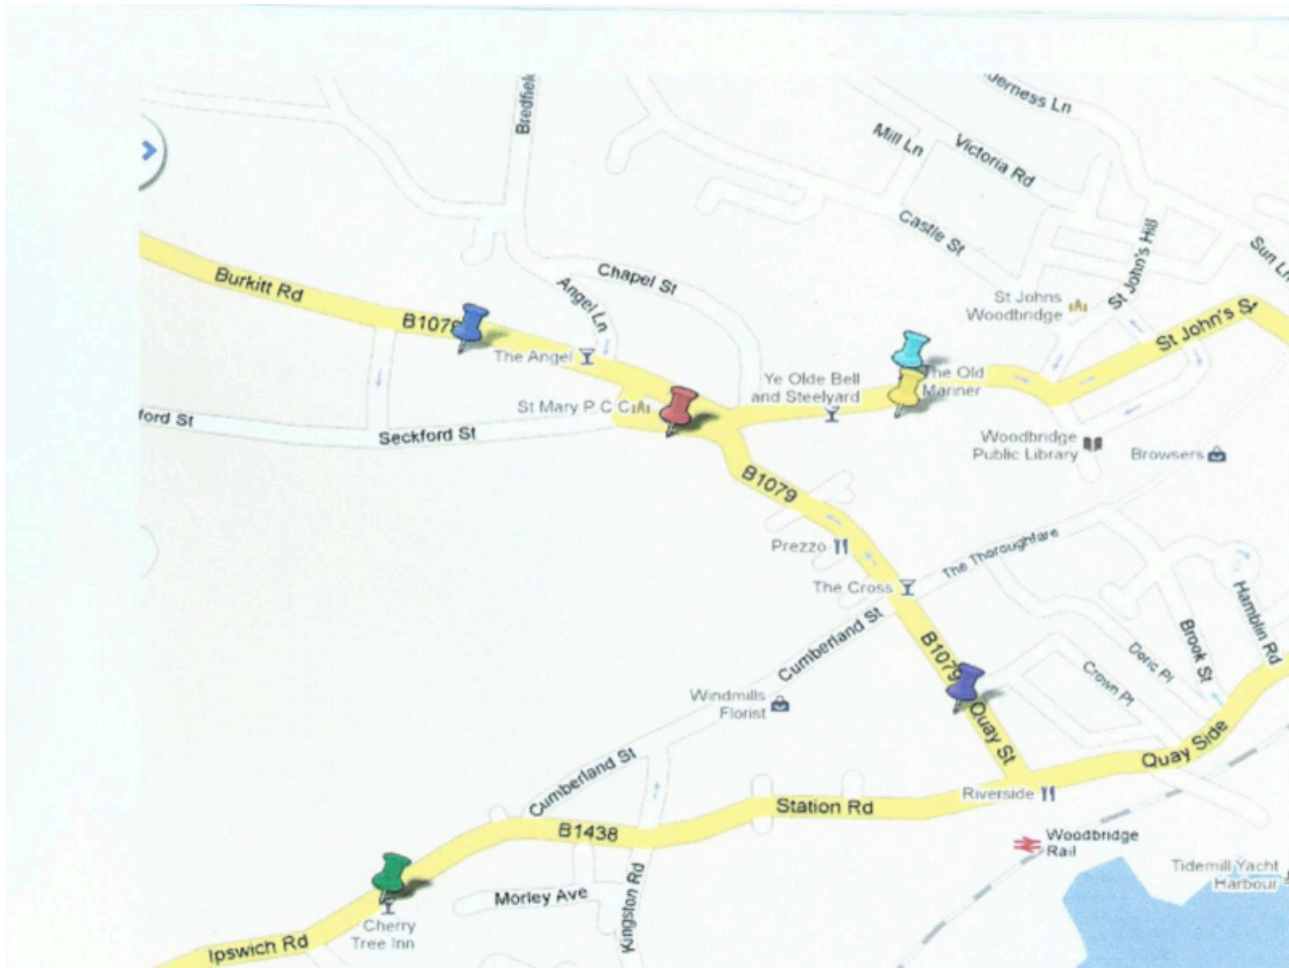 derness Ln
Bredfiel
Mill Ln
Victoria Rd
Castle St
St John's Hill
Sun Ln
Burkitt Rd
Chapel St
Angel Ln
St Johns
Woodbridge
St John's St
B1079
The Angel
Ye Olde Bell
and Steelyard
The Old
Mariner
St Mary P C C
ford St
Seckford St
Woodbridge
Public Library
Browsers
B1079
Prezzo
The Thoroughfare
The Cross
Hamblin Rd
Cumberland St
B1079
Brook St
Doric Pl
Crown Pl
Windmills
Florist
Quay St
Quay Side
Cumberland St
Riverside
Station Rd
B1438
Woodbridge
Rail
Tidemill Yacht
Harbour
Morley Ave
Kingston Rd
Cherry
Tree Inn
Ipswich Rd